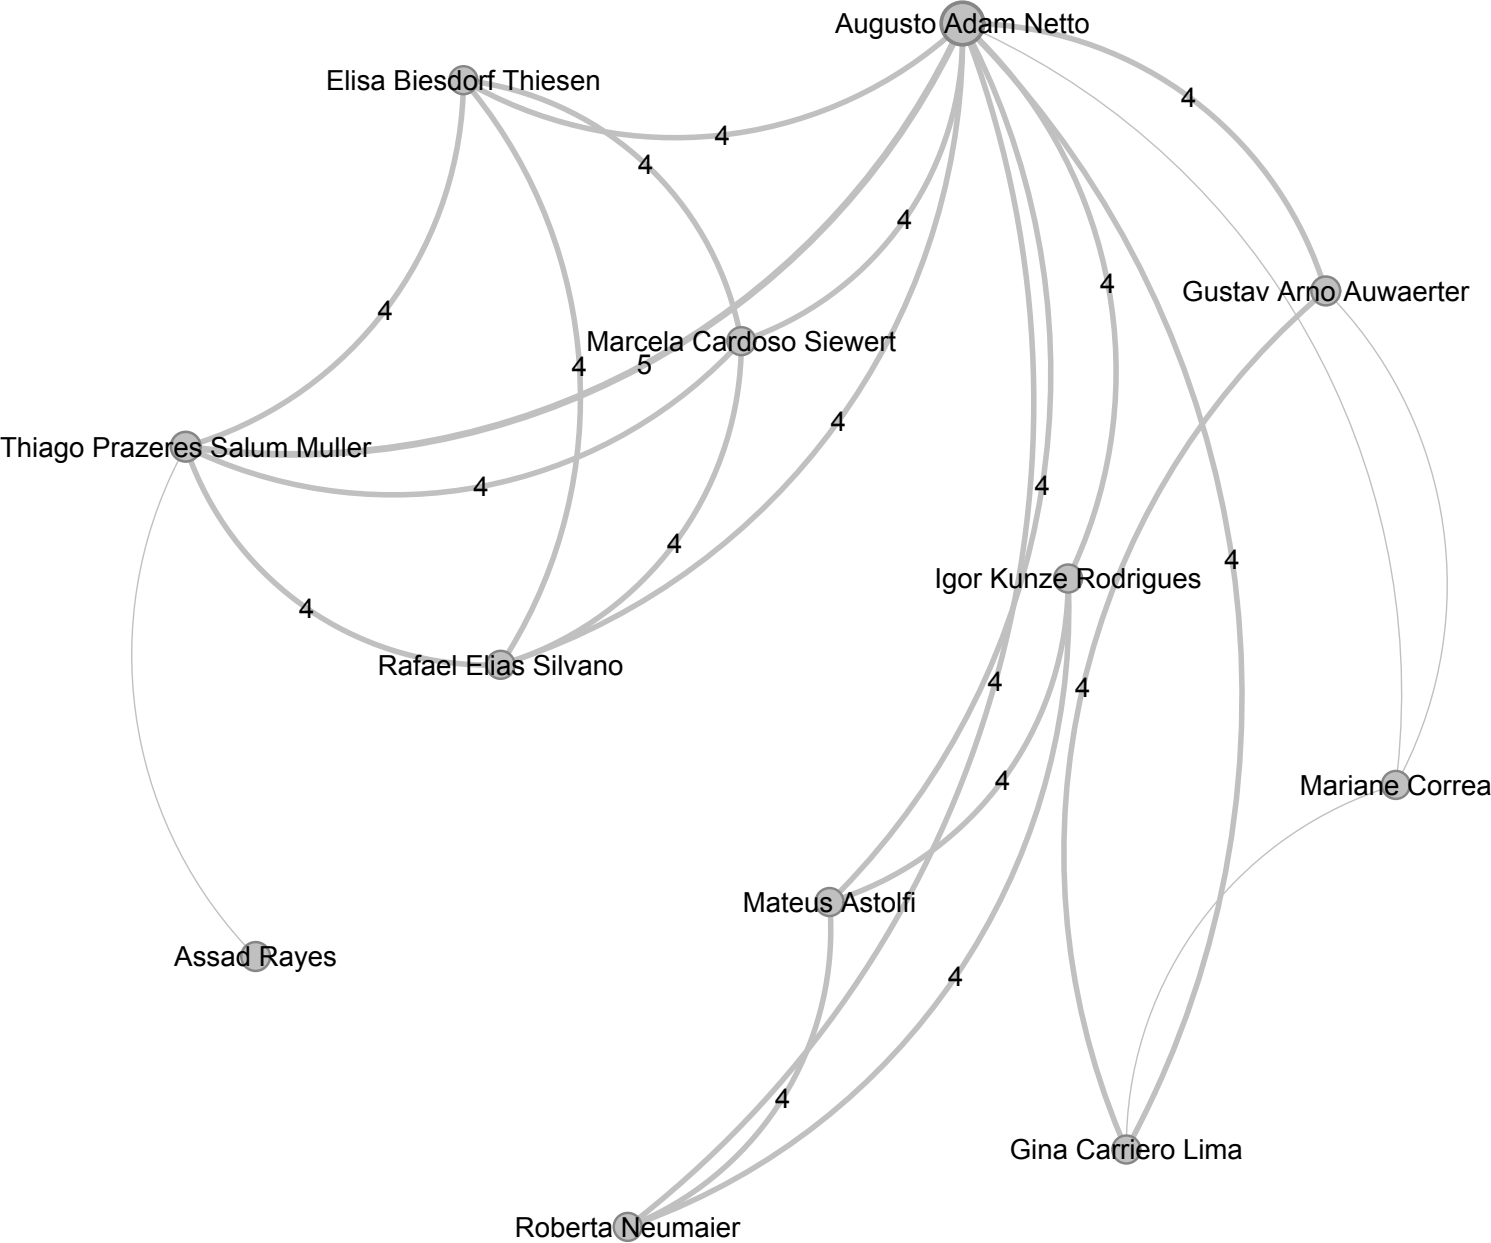 Augusto Adam Netto
Elisa Biesdorf Thiesen
4
4
4
4
Gustav Arno Auwaerter
4
4
Marcela Cardoso Siewert
4
5
4
Thiago Prazeres Salum Muller
4
4
4
4
Igor Kunze Rodrigues
4
Rafael Elias Silvano
4
4
4
Mariane Correa
Mateus Astolfi
Assad Rayes
4
4
Gina Carriero Lima
Roberta Neumaier